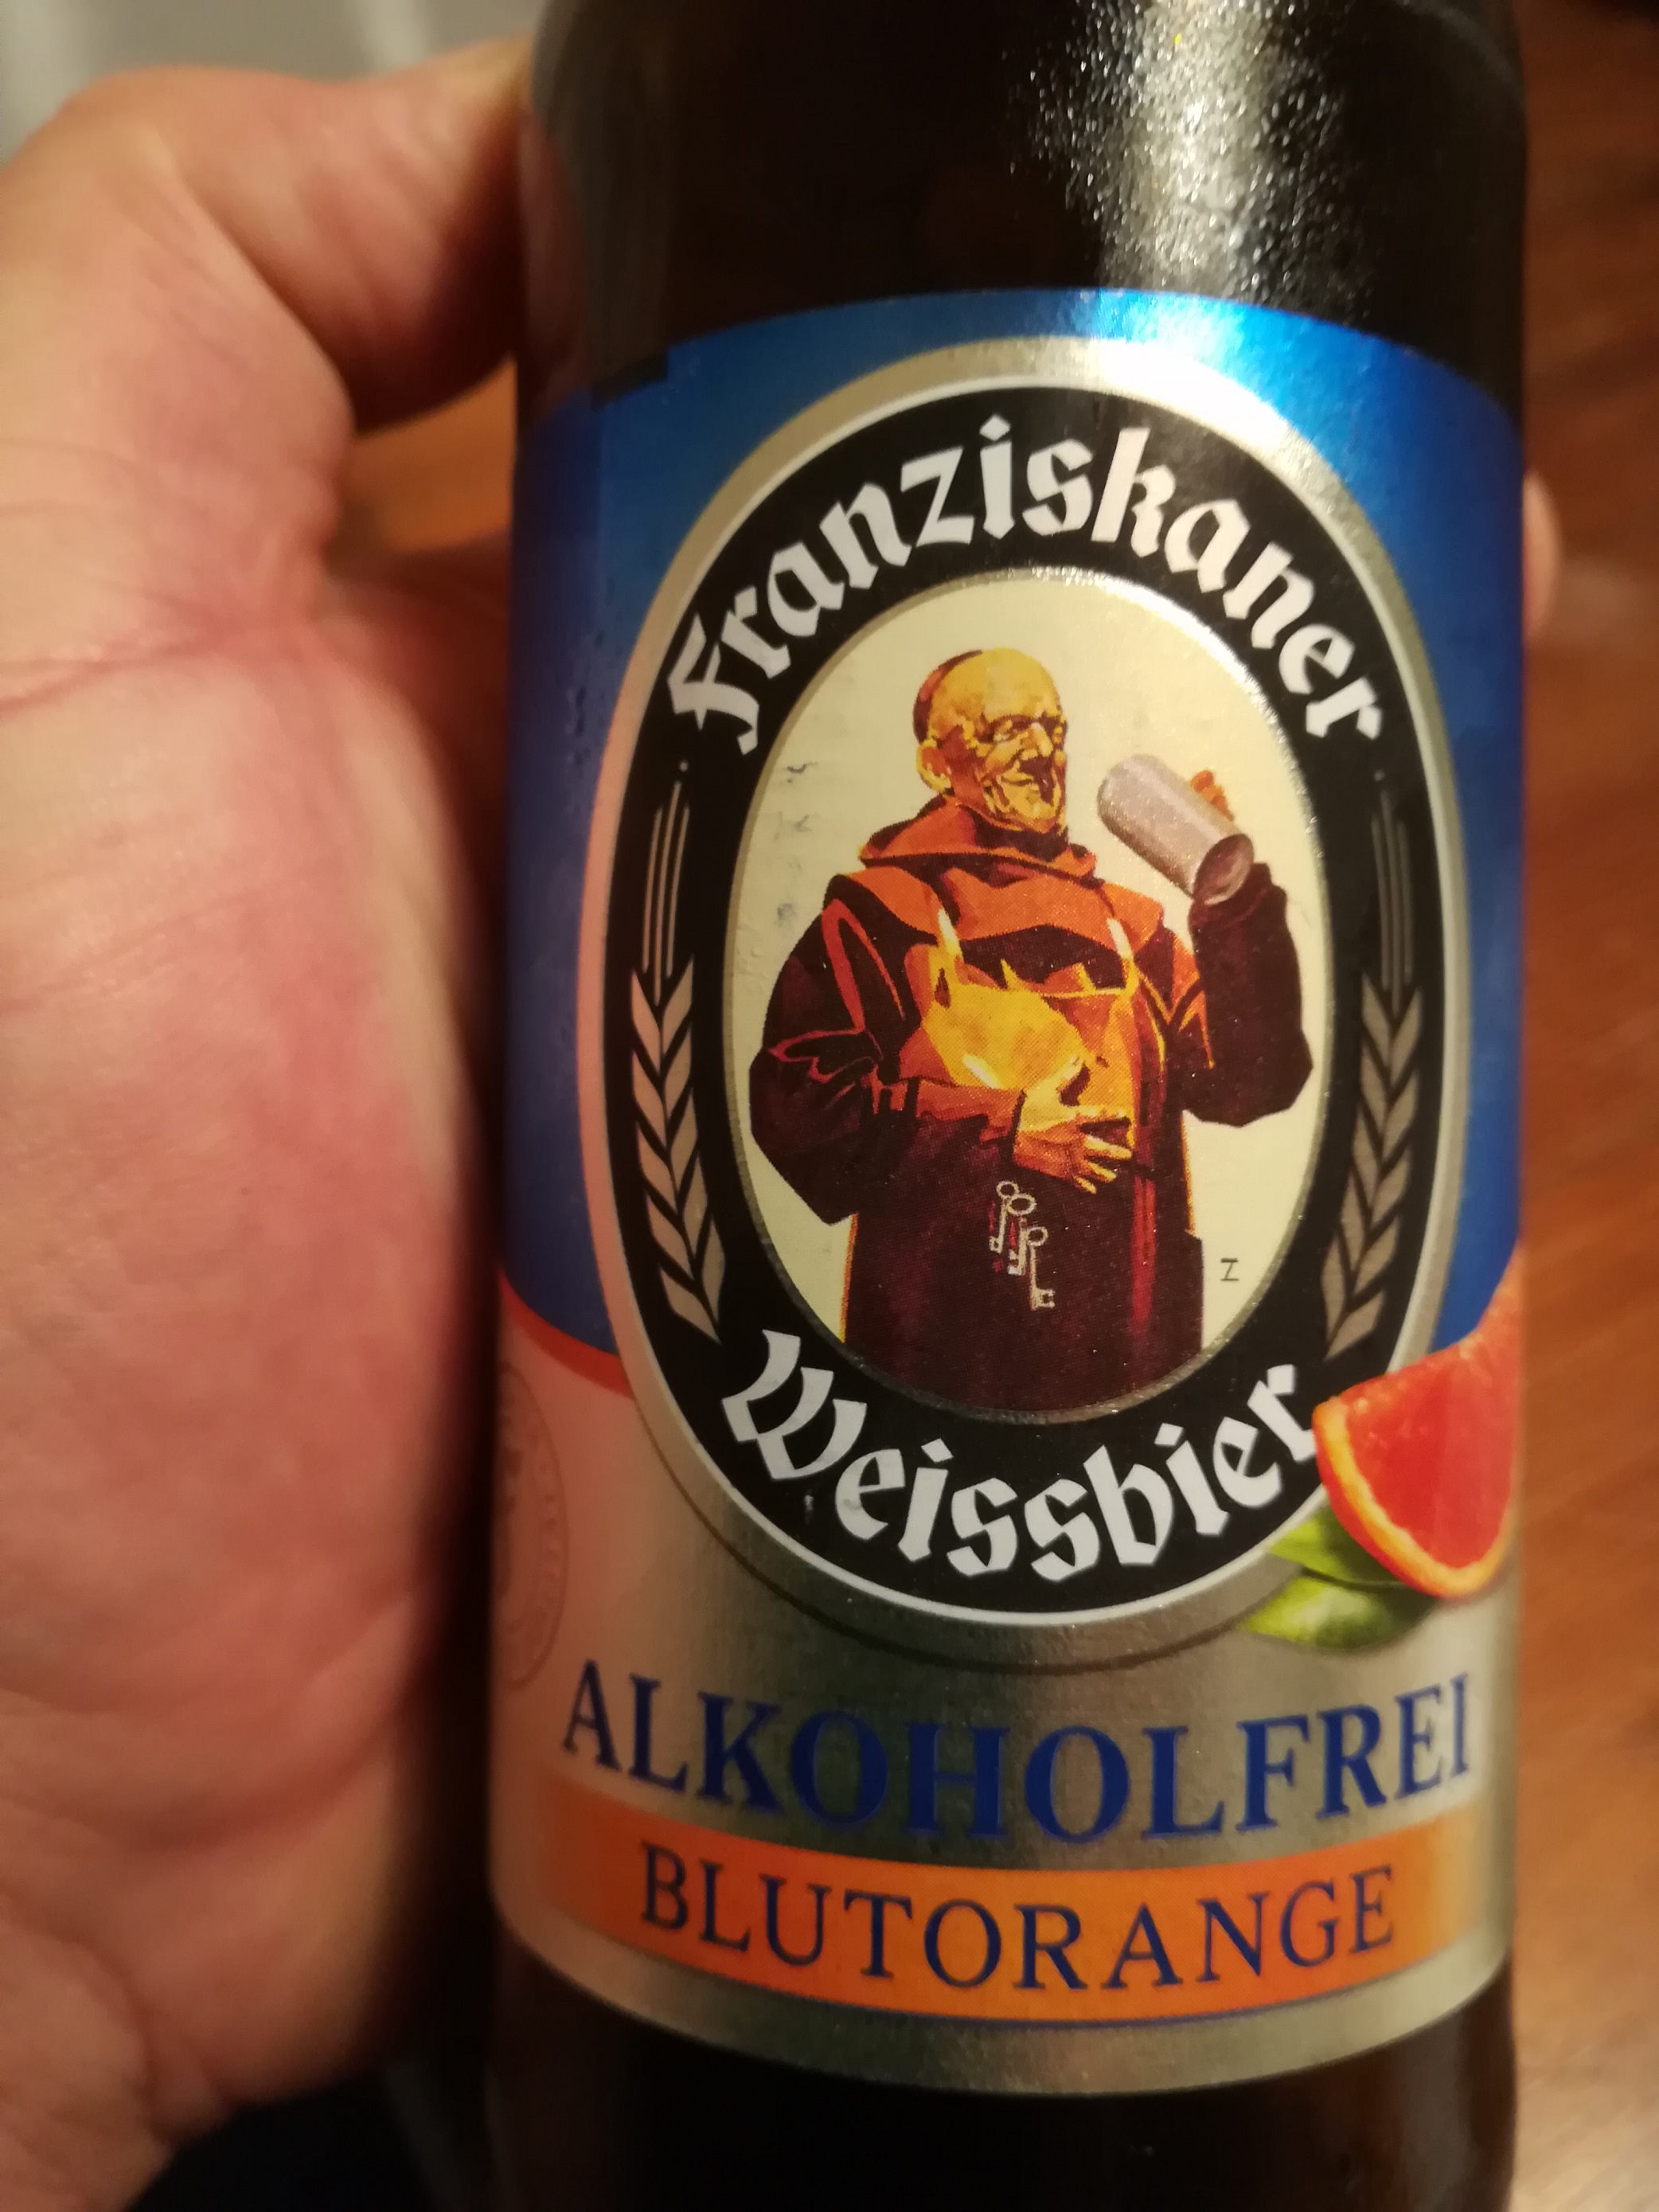 Franziskaner
Z
Weissbier
ALKOHOLFREI
BLUTORANGE